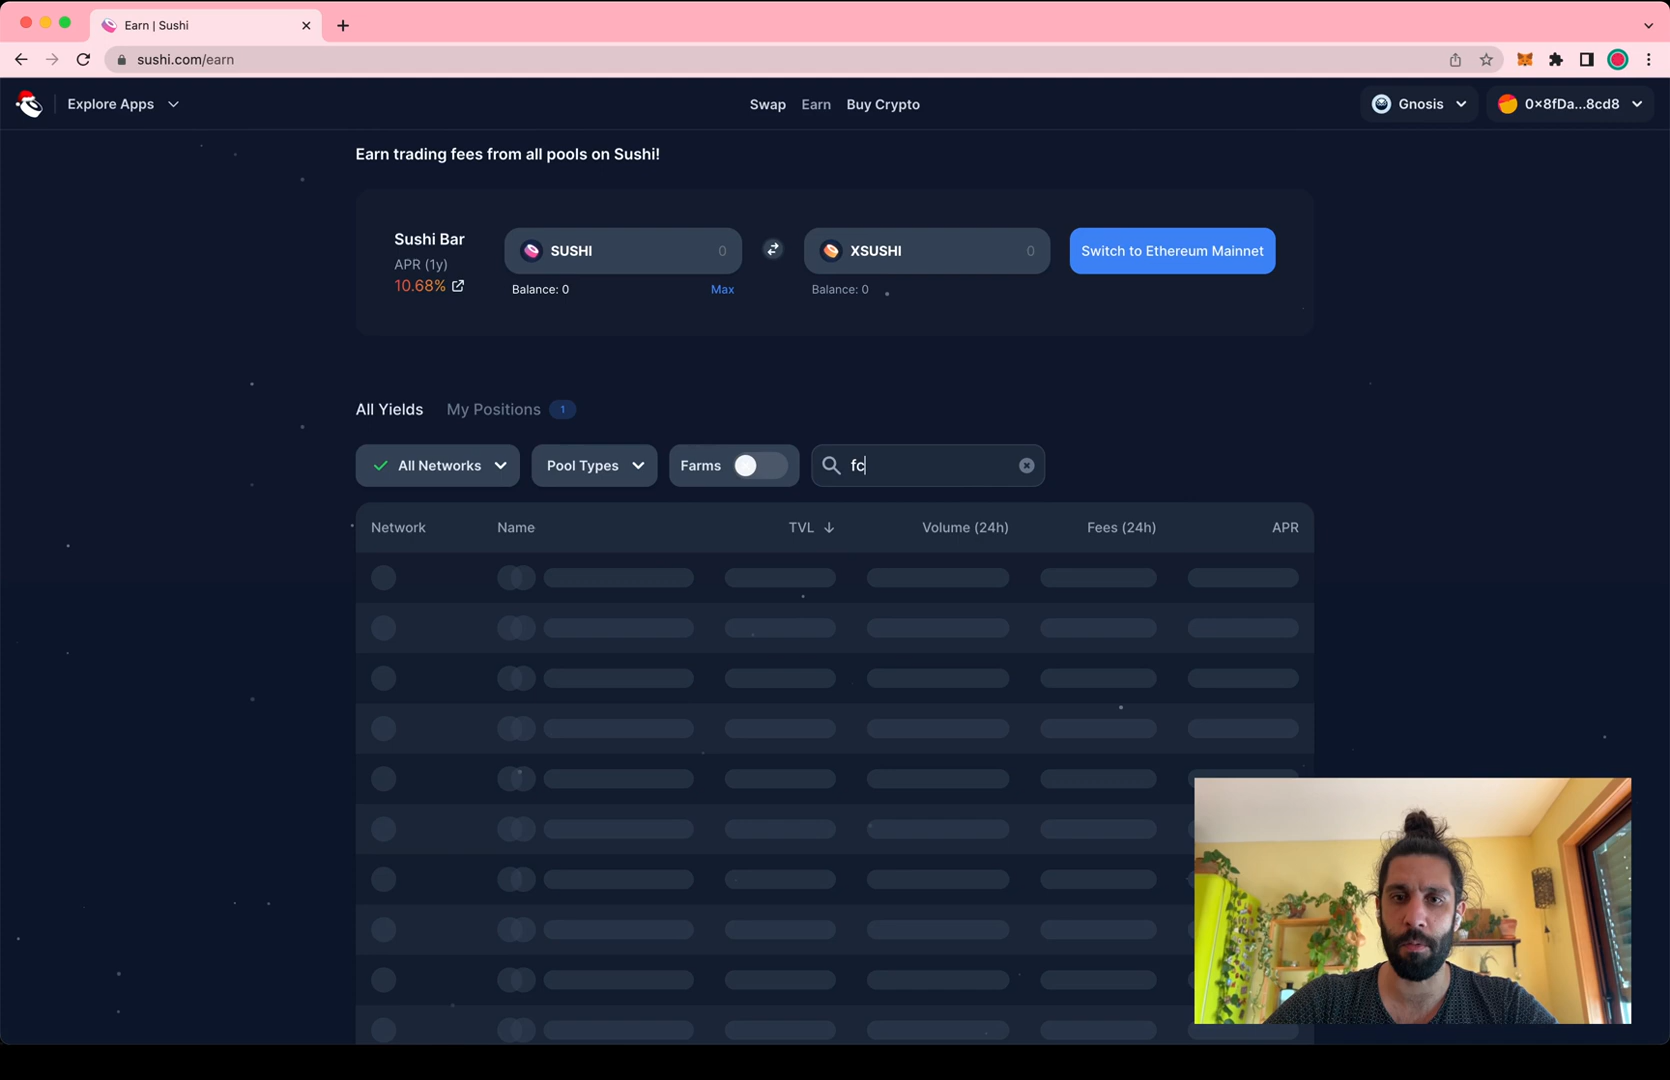 Earn | Sushi
sushi.com/earn
Explore Apps
Swap Earn Buy Crypto
Gnosis
0×8fDa...8cd8
Earn trading fees from all pools on Sushi!
Sushi Bar
APR (1y)
10.68%
SUSHI 0
Balance: 0 Max
XSUSHI 0
Balance: 0
Switch to Ethereum Mainnet
All Yields My Positions 1
All Networks Pool Types Farms fc
Network Name TVL Volume (24h) Fees (24h) APR